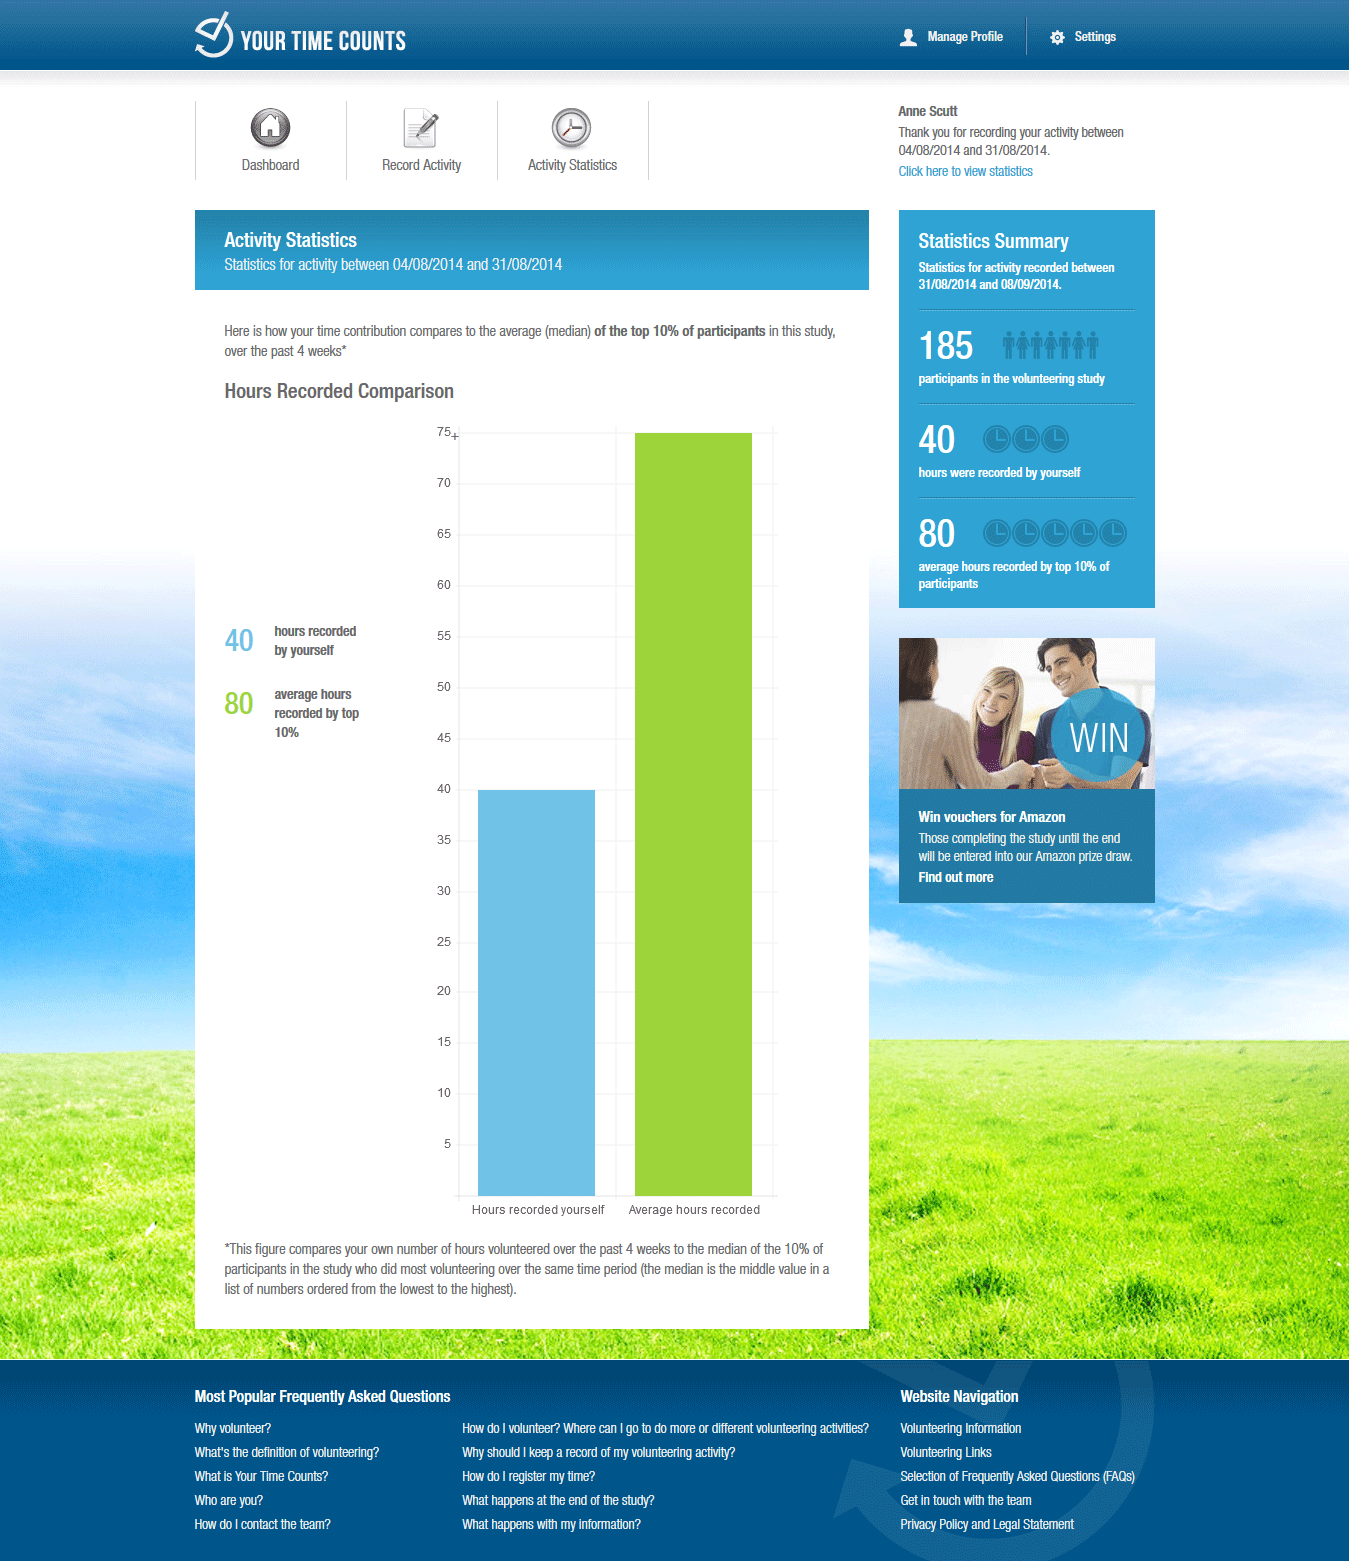 YOUR TIME COUNTS
Manage Profile
Settings
Dashboard
Record Activity
Activity Statistics
Anne Scutt
Thank you for recording your activity between
04/08/2014 and 31/08/2014.
Click here to view statistics
Activity Statistics
Statistics for activity between 04/08/2014 and 31/08/2014
Here is how your time contribution compares to the average (median) of the top 10% of participants in this study,
over the past 4 weeks*
Hours Recorded Comparison
40
hours recorded
by yourself
80
average hours
recorded by top
10%
75+
70
65
60
55
50
45
40
35
30
25
20
15
10
5
Hours recorded yourself
Average hours recorded
*This figure compares your own number of hours volunteered over the past 4 weeks to the median of the 10% of
participants in the study who did most volunteering over the same time period (the median is the middle value in a
list of numbers ordered from the lowest to the highest).
Statistics Summary
Statistics for activity recorded between
31/08/2014 and 08/09/2014.
185
participants in the volunteering study
40
hours were recorded by yourself
80
average hours recorded by top 10% of
participants
WIN
Win vouchers for Amazon
Those completing the study until the end
will be entered into our Amazon prize draw.
Find out more
Most Popular Frequently Asked Questions
Why volunteer?
What's the definition of volunteering?
What is Your Time Counts?
Who are you?
How do I contact the team?
How do I volunteer? Where can I go to do more or different volunteering activities?
Why should I keep a record of my volunteering activity?
How do I register my time?
What happens at the end of the study?
What happens with my information?
Website Navigation
Volunteering Information
Volunteering Links
Selection of Frequently Asked Questions (FAQs)
Get in touch with the team
Privacy Policy and Legal Statement